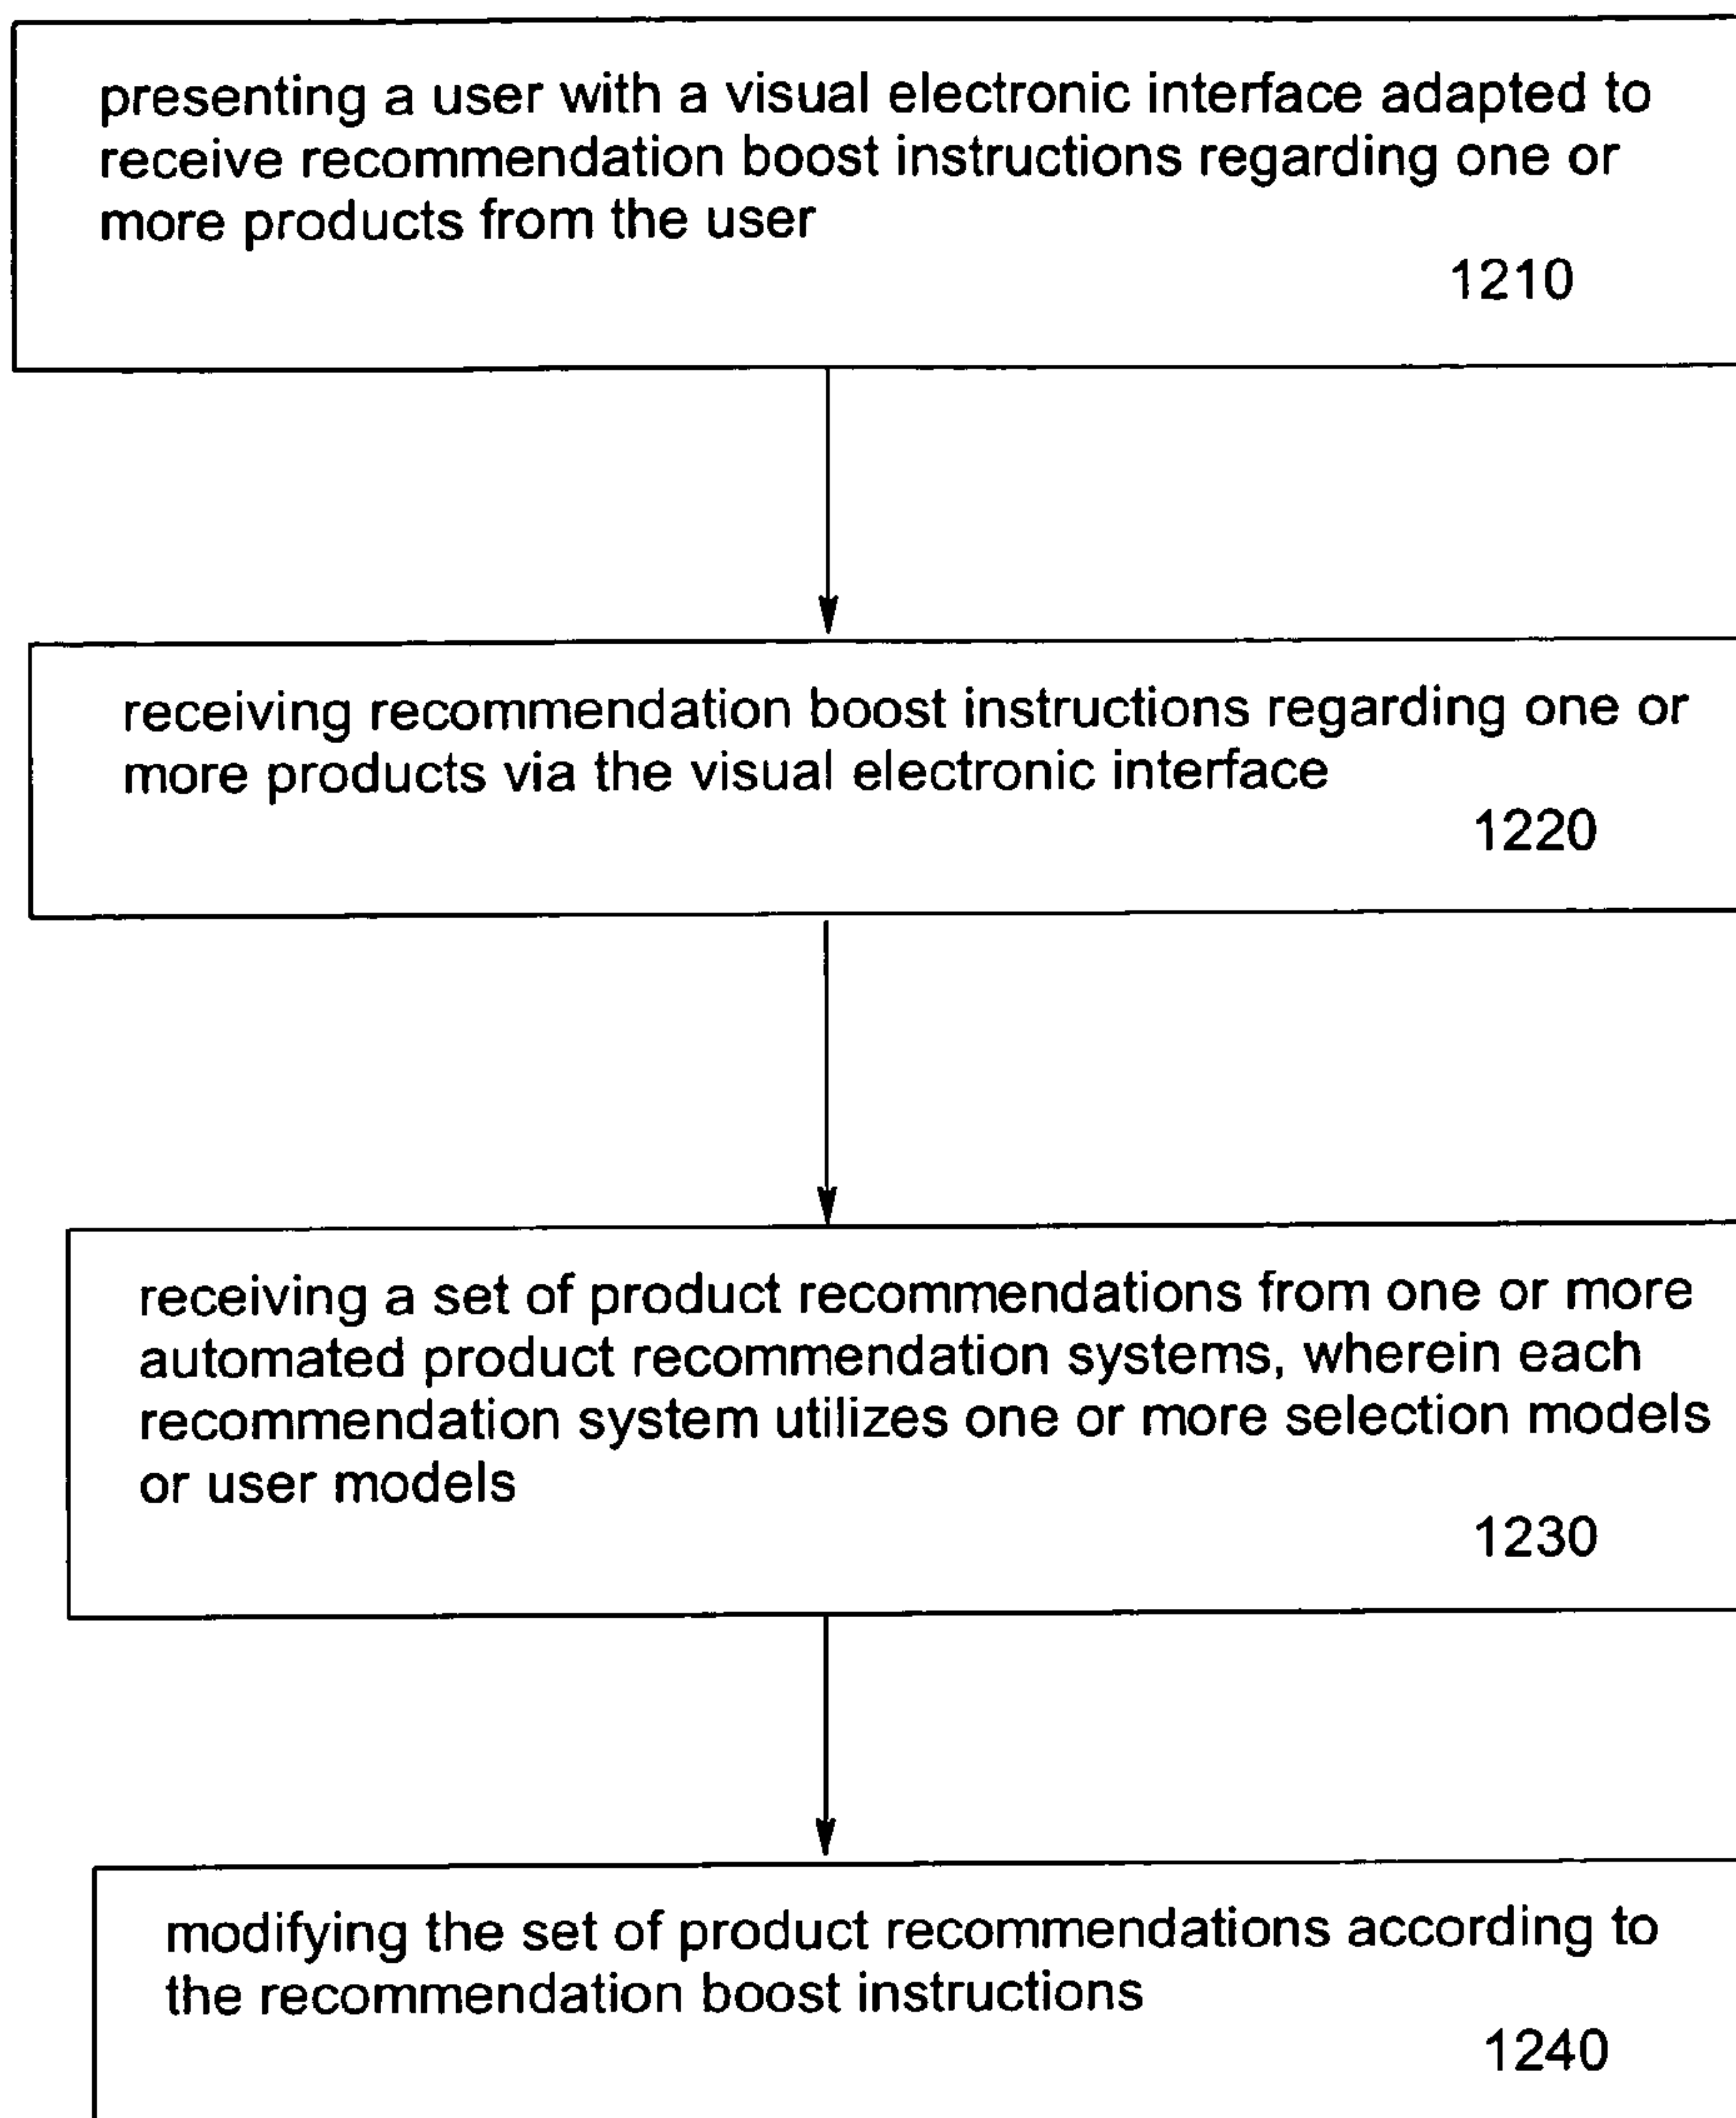 presenting a user with a visual electronic interface adapted to
receive recommendation boost instructions regarding one or
more products from the user
1210
receiving recommendation boost instructions regarding one or
more products via the visual electronic interface
1220
receiving a set of product recommendations from one or more
automated product recommendation systems, wherein each
recommendation system utilizes one or more selection models
or user models
1230
modifying the set of product recommendations according to
the recommendation boost instructions
1240